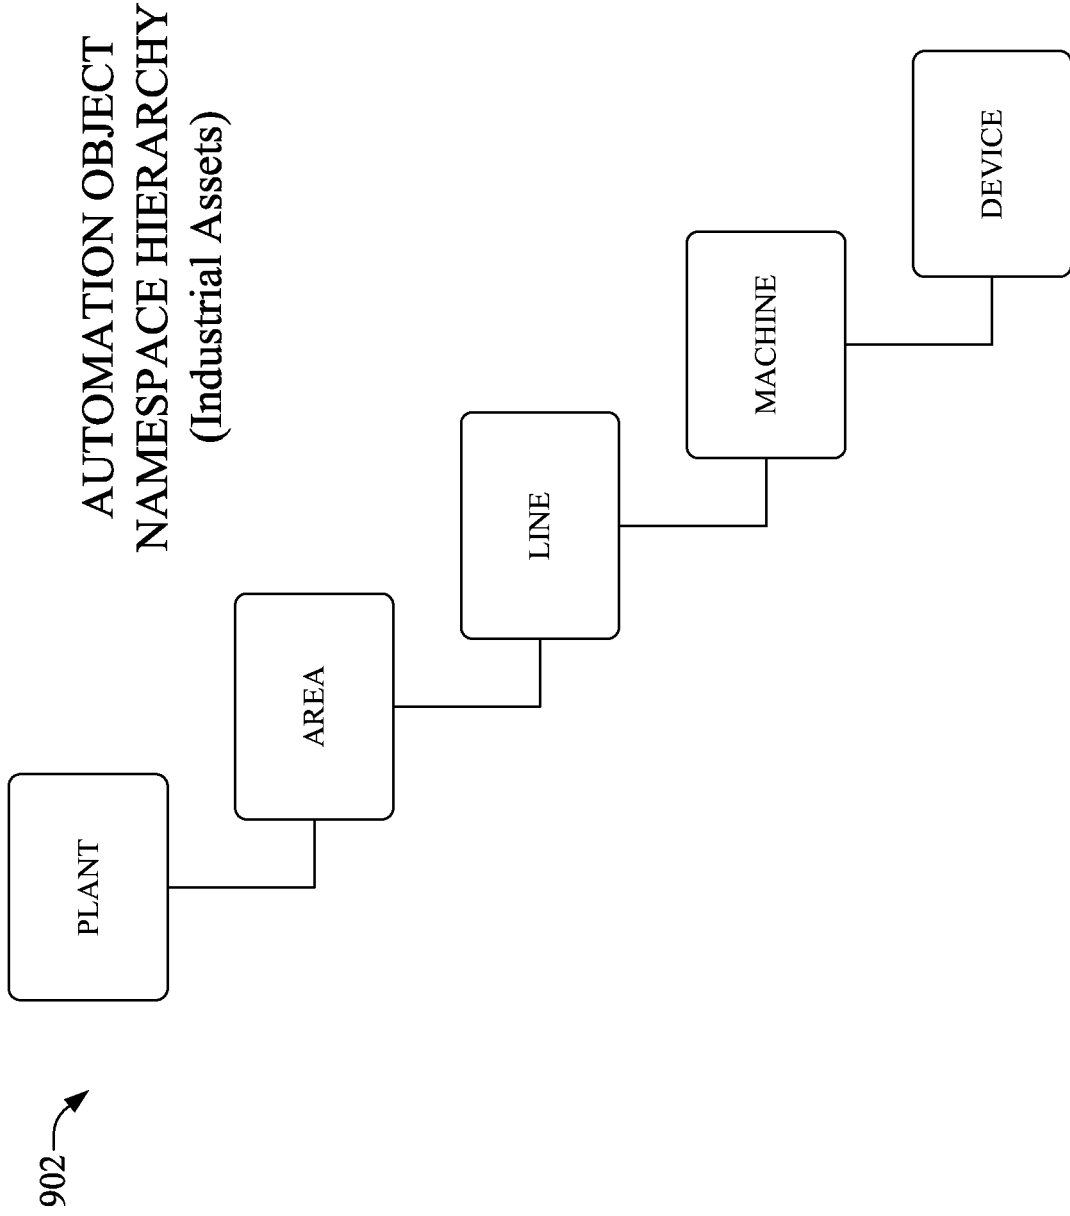 AUTOMATION OBJECT
NAMESPACE HIERARCHY
(Industrial Assets)
902
PLANT
AREA
LINE
MACHINE
DEVICE